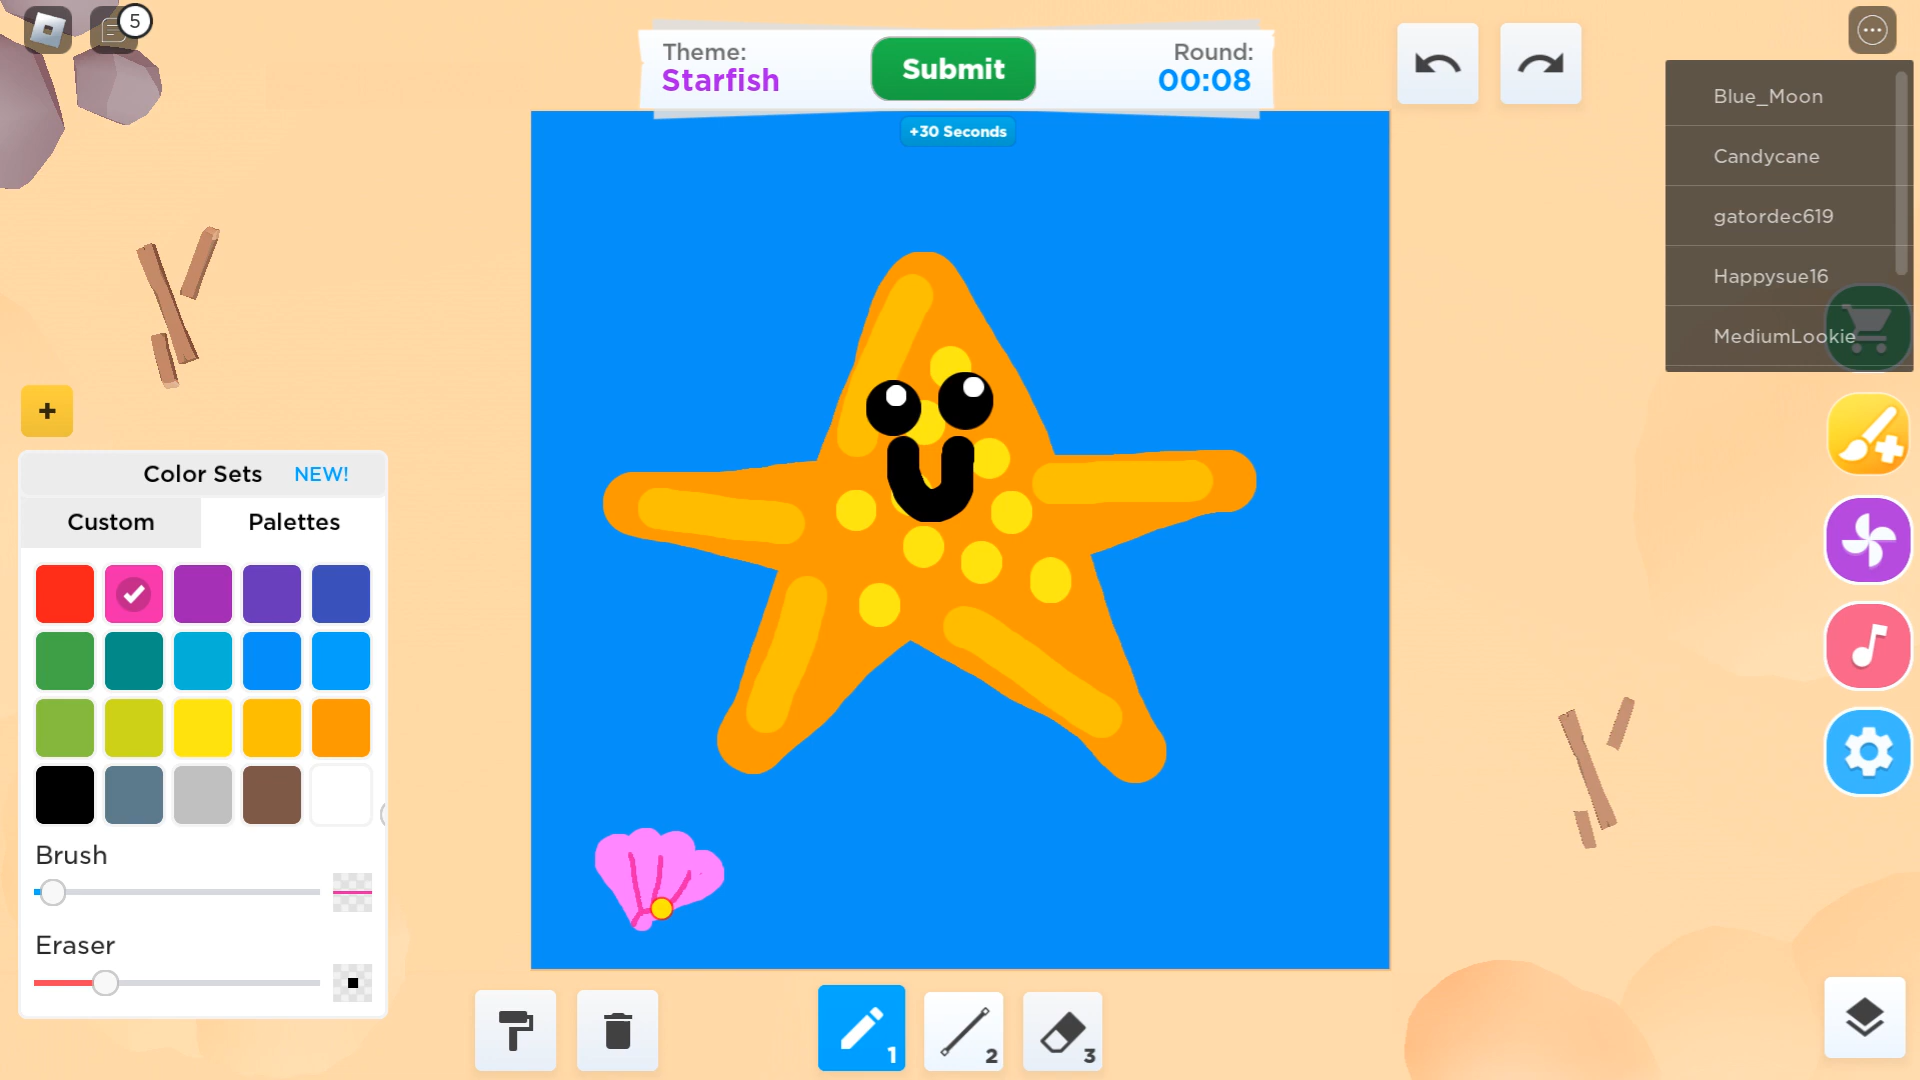 5
Theme:
Starfish
Submit
Round:
00:08
+30 Seconds
Blue_Moon
Candycane
gatordec619
Happysue16
MediumLookie
+
Color Sets NEW!
Custom Palettes
Brush
Eraser
1
2
3